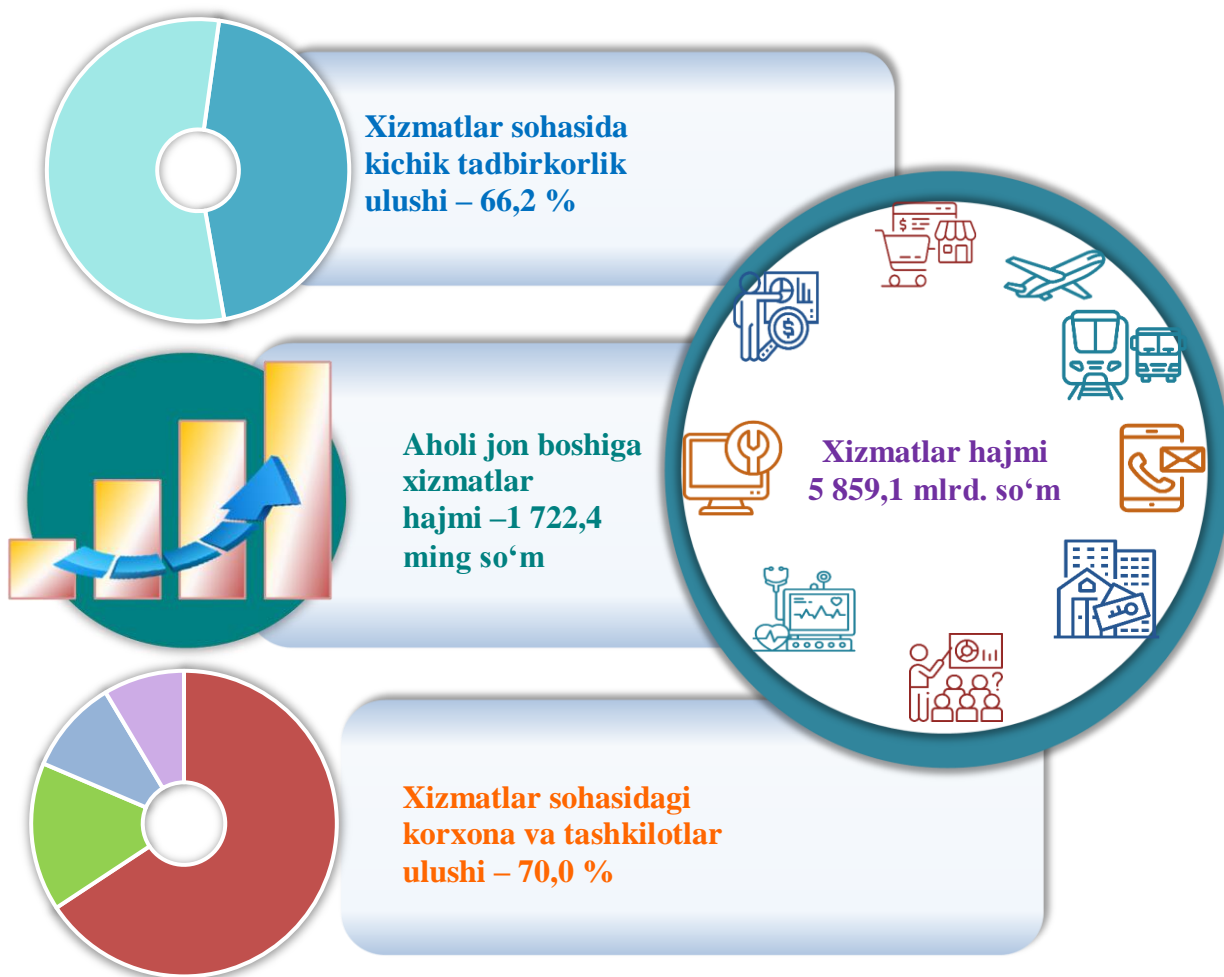 Xizmatlar sohasida
kichik tadbirkorlik
ulushi – 66,2 %
Aholi jon boshiga
xizmatlar
hajmi –1 722,4
ming so‘m
Xizmatlar hajmi
5 859,1 mlrd. so‘m
Xizmatlar sohasidagi
korxona va tashkilotlar
ulushi – 70,0 %